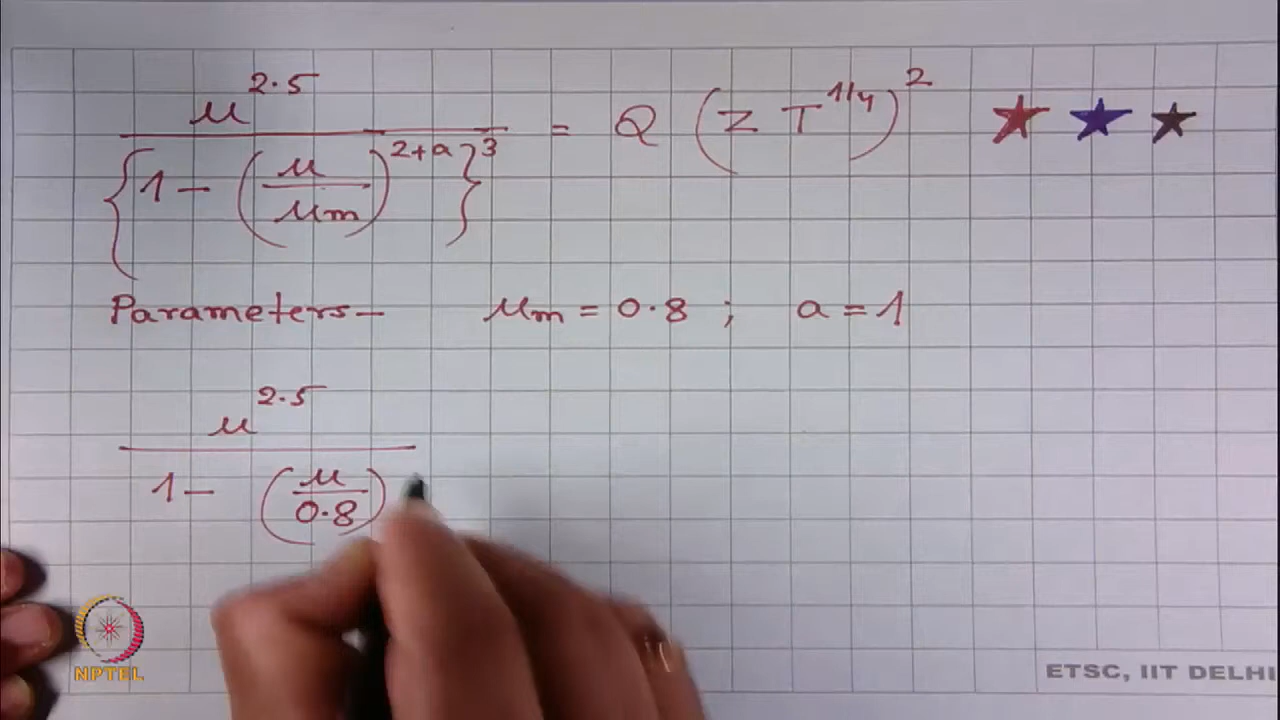 μ^2.5 / {1 - (μ / μm)^2+a}^3 = Q (Z T^1/4)^2
Parameters- μm = 0.8 ; a = 1
μ^2.5 / 1 - (μ / 0.8)
NPTEL
ETSC, IIT DELHI